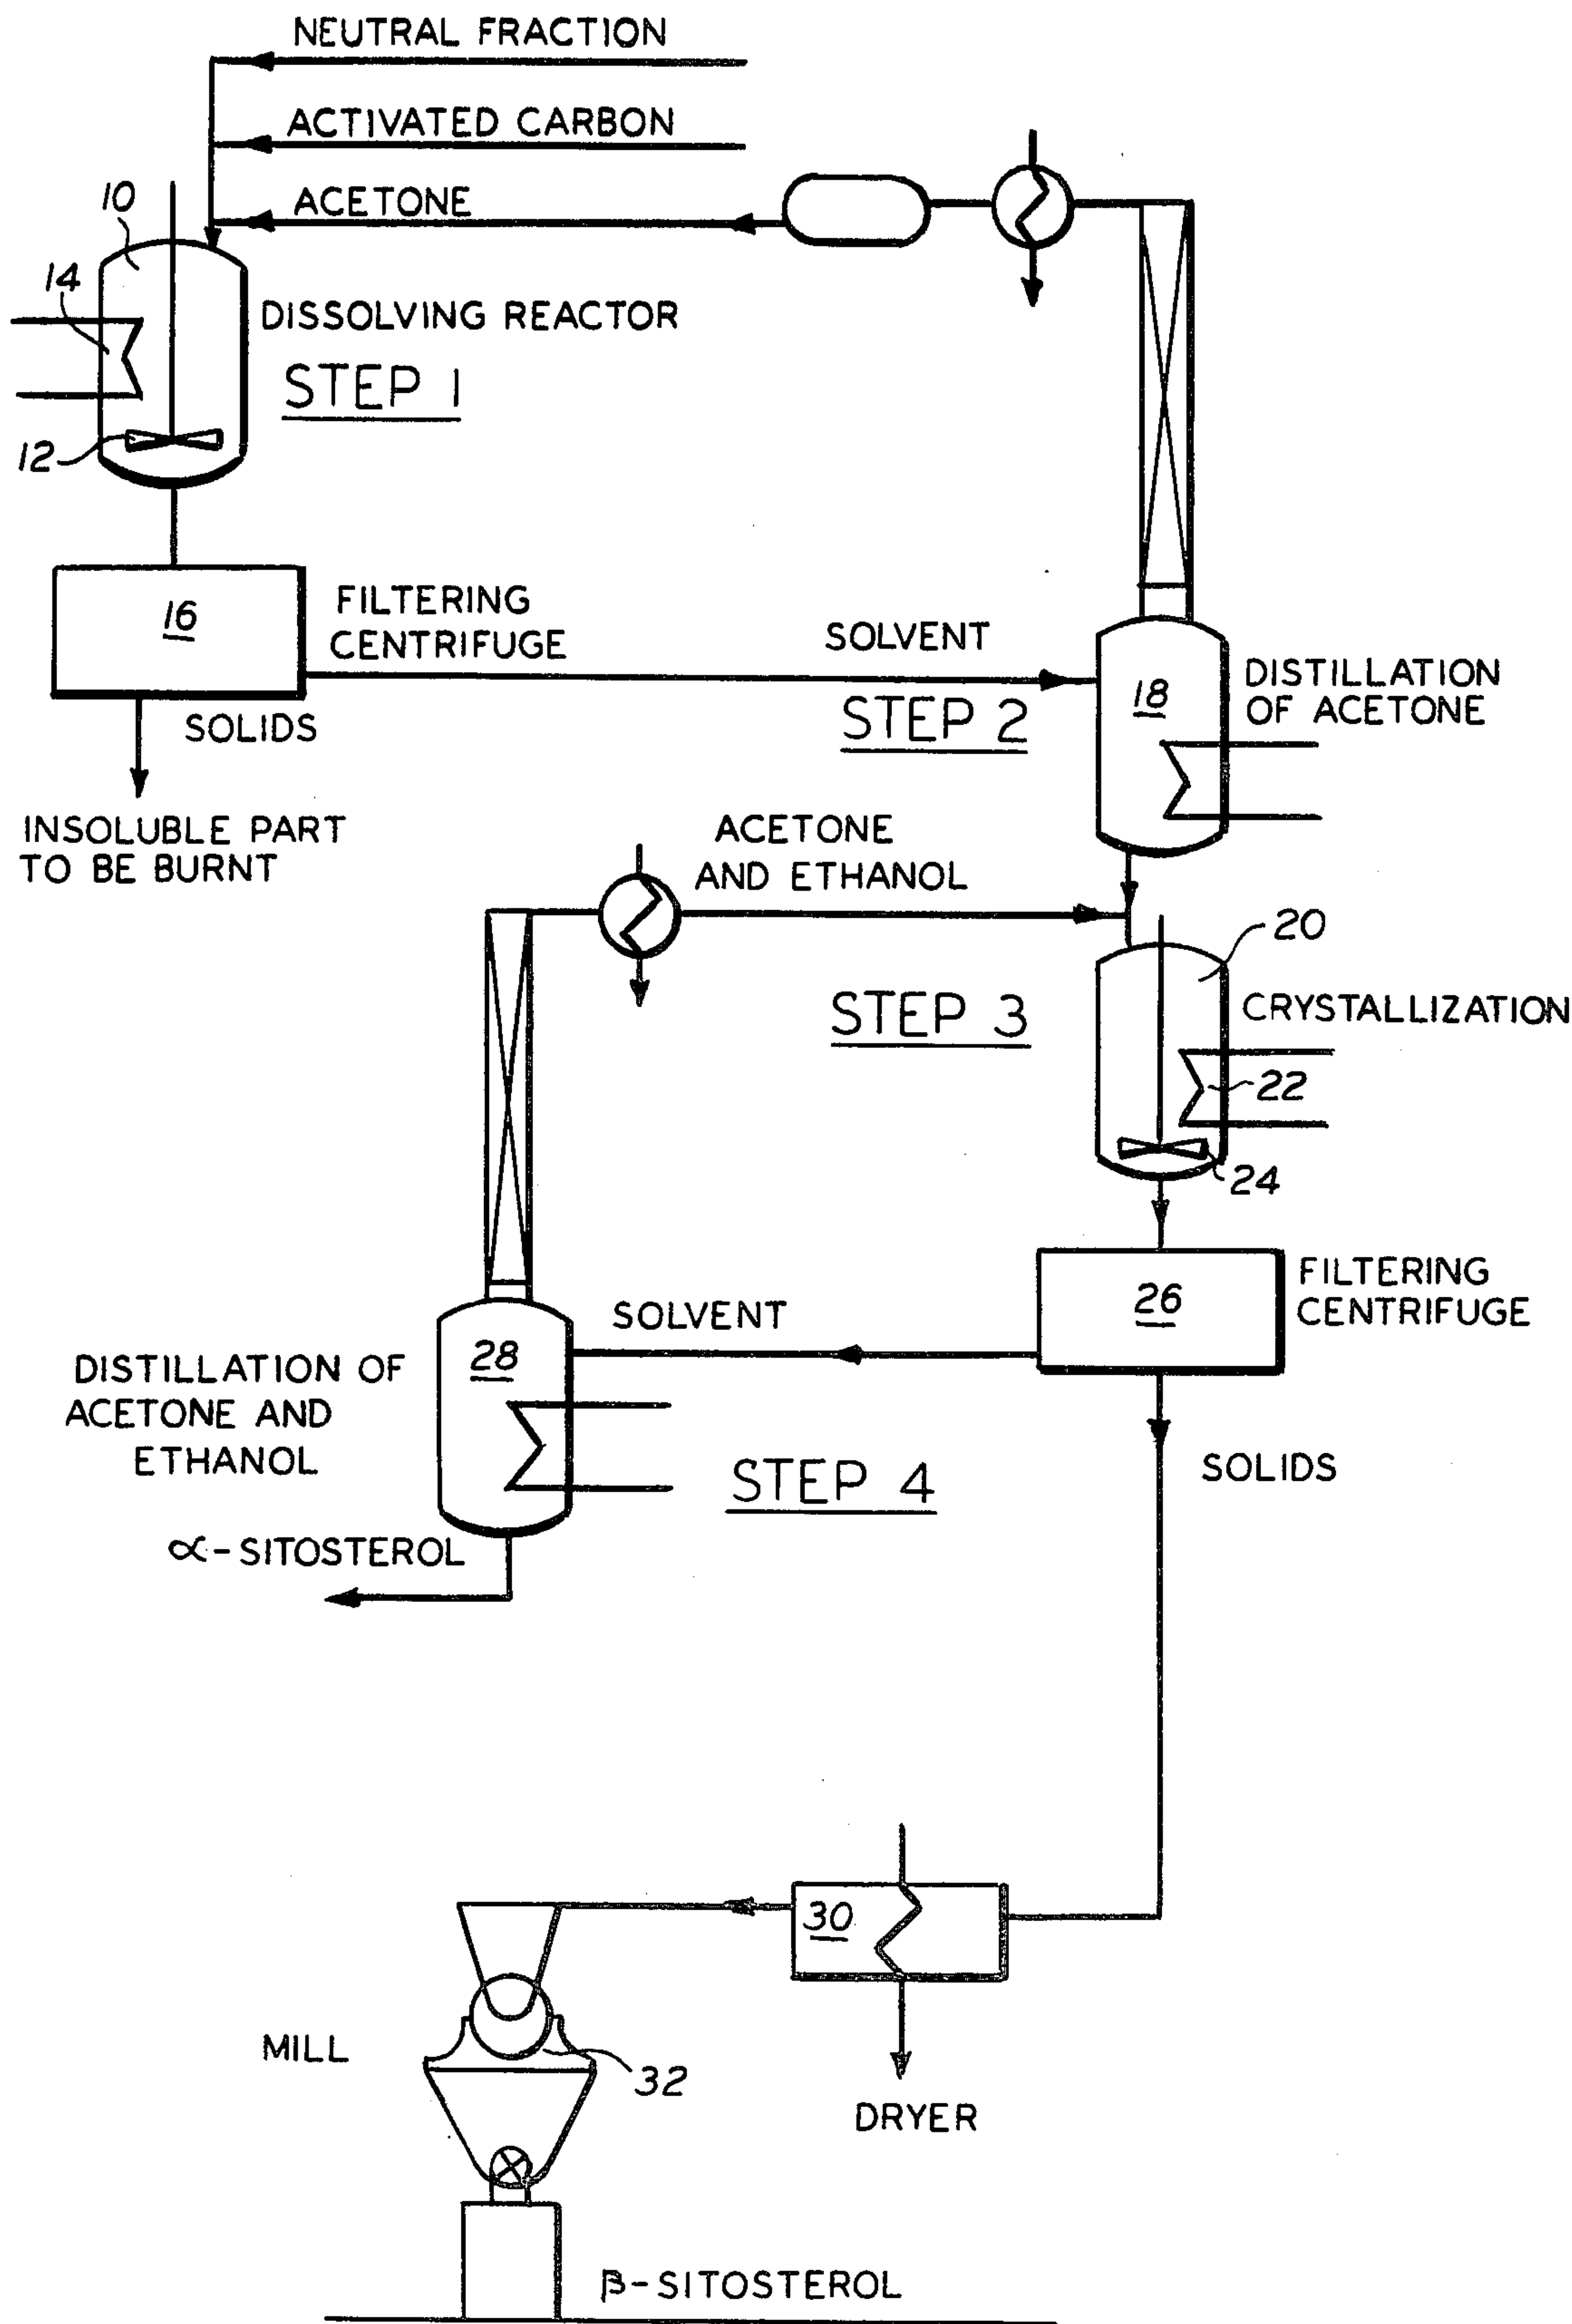 NEUTRAL FRACTION
ACTIVATED CARBON
ACETONE
10
14
DISSOLVING REACTOR
STEP 1
12
16
FILTERING
CENTRIFUGE
SOLVENT
18
DISTILLATION
OF ACETONE
STEP 2
SOLIDS
INSOLUBLE PART
TO BE BURNT
ACETONE
AND ETHANOL
20
STEP 3
CRYSTALLIZATION
22
24
26
FILTERING
CENTRIFUGE
SOLVENT
28
DISTILLATION OF
ACETONE AND
ETHANOL
STEP 4
SOLIDS
α-SITOSTEROL
30
MILL
32
DRYER
β-SITOSTEROL